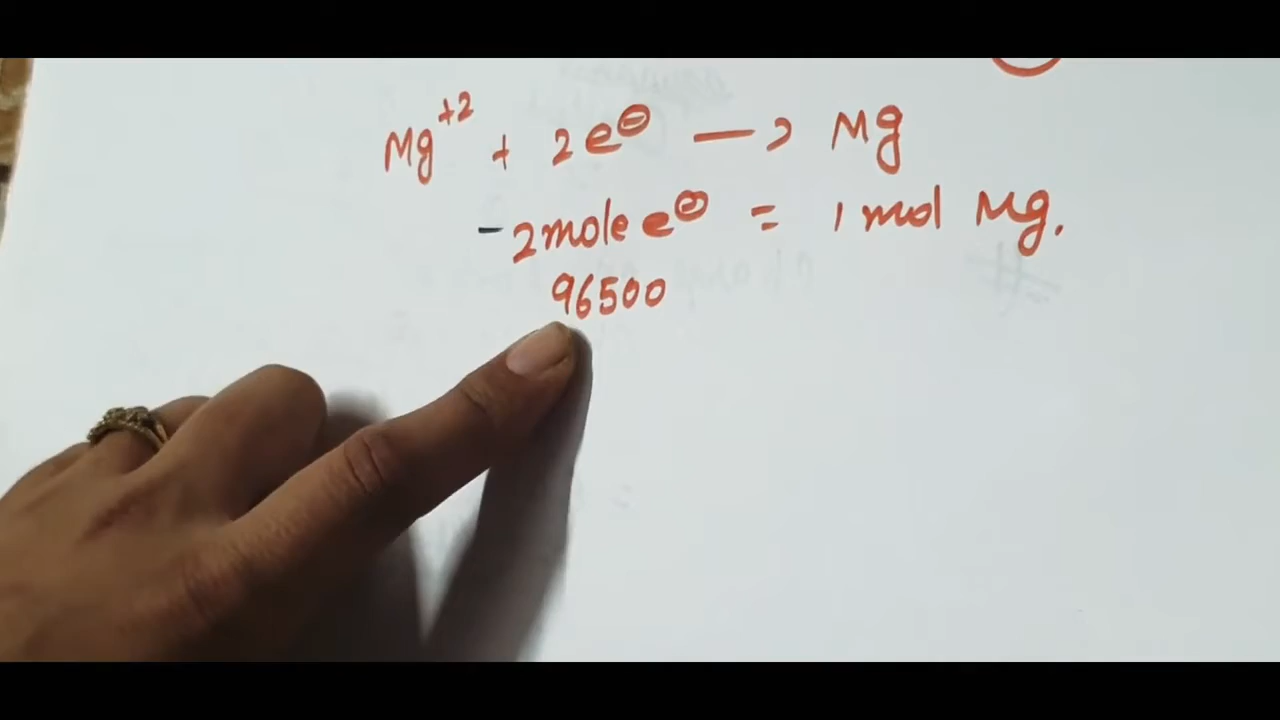 Mg⁺² + 2e⊖ → Mg
-2mole e⊖ = 1 mol Mg.
96500